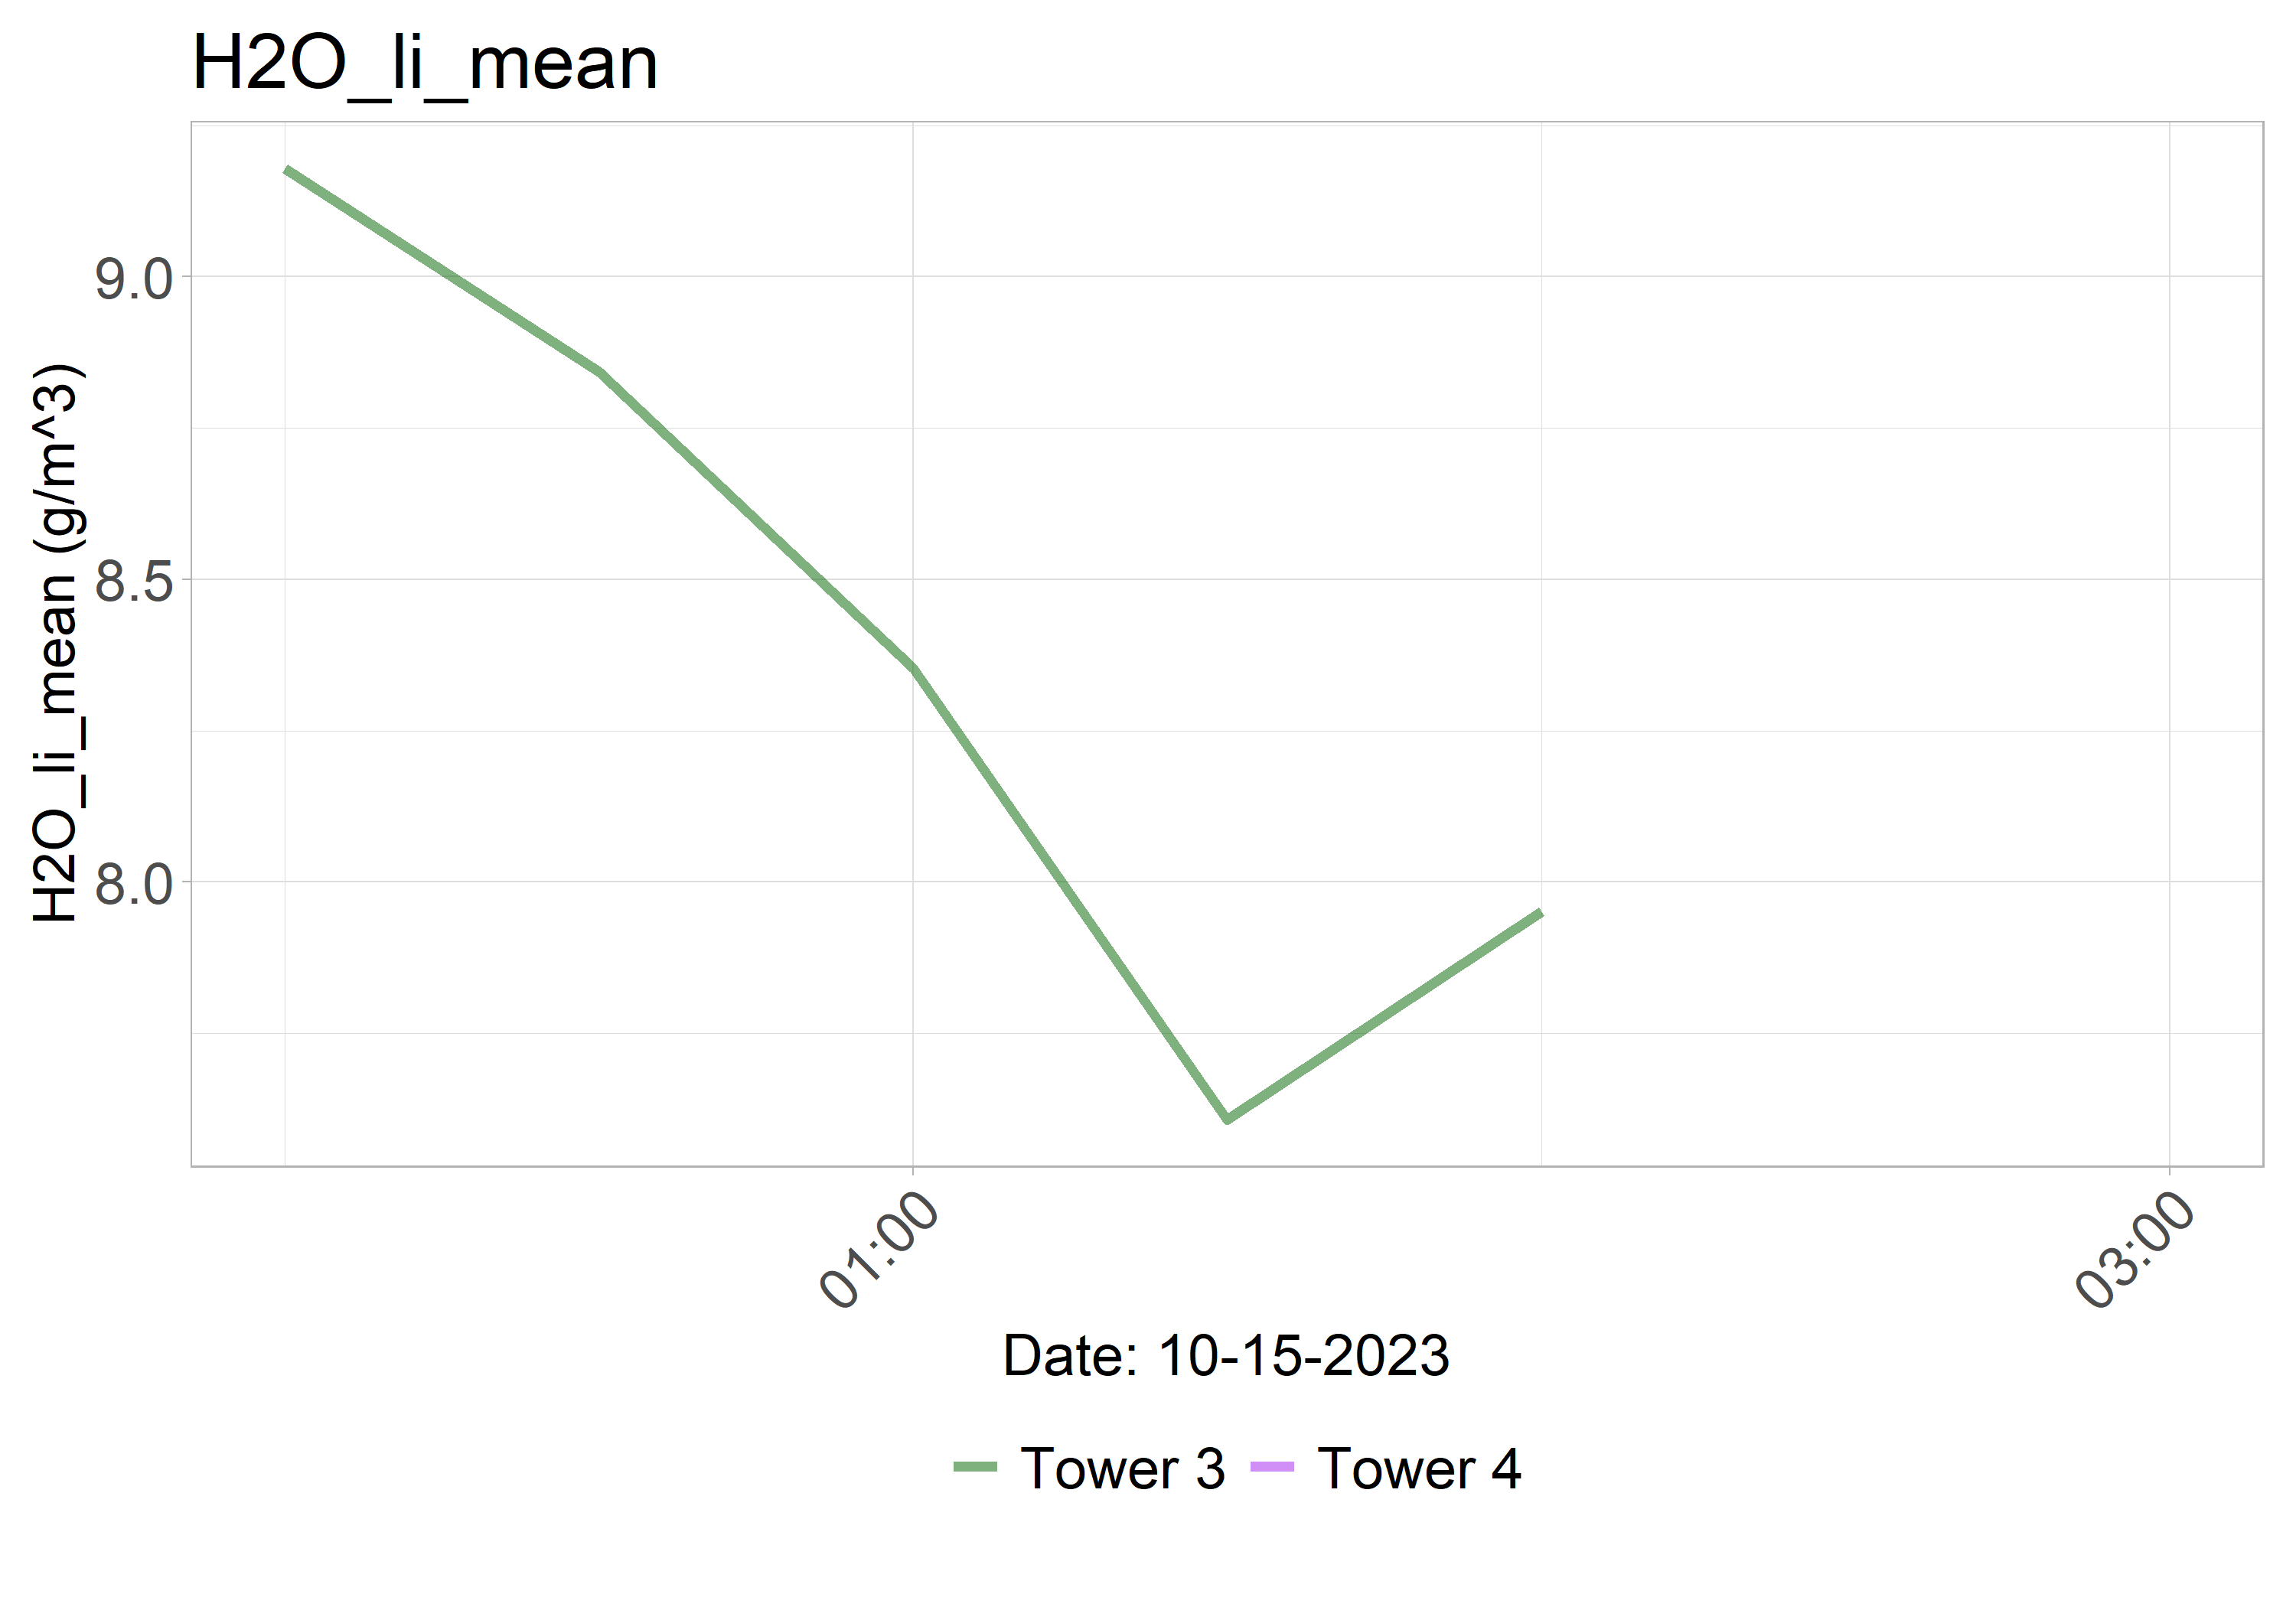 H2O_li_mean
H2O_li_mean (g/m^3)
9.0
8.5
8.0
01:00
03:00
Date: 10-15-2023
Tower 3 Tower 4